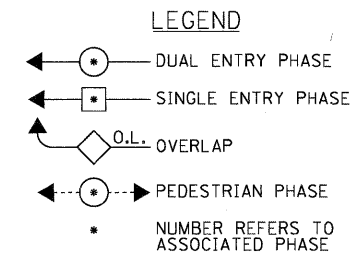 LEGEND
* DUAL ENTRY PHASE
* SINGLE ENTRY PHASE
O.L. OVERLAP
* PEDESTRIAN PHASE
* NUMBER REFERS TO
ASSOCIATED PHASE